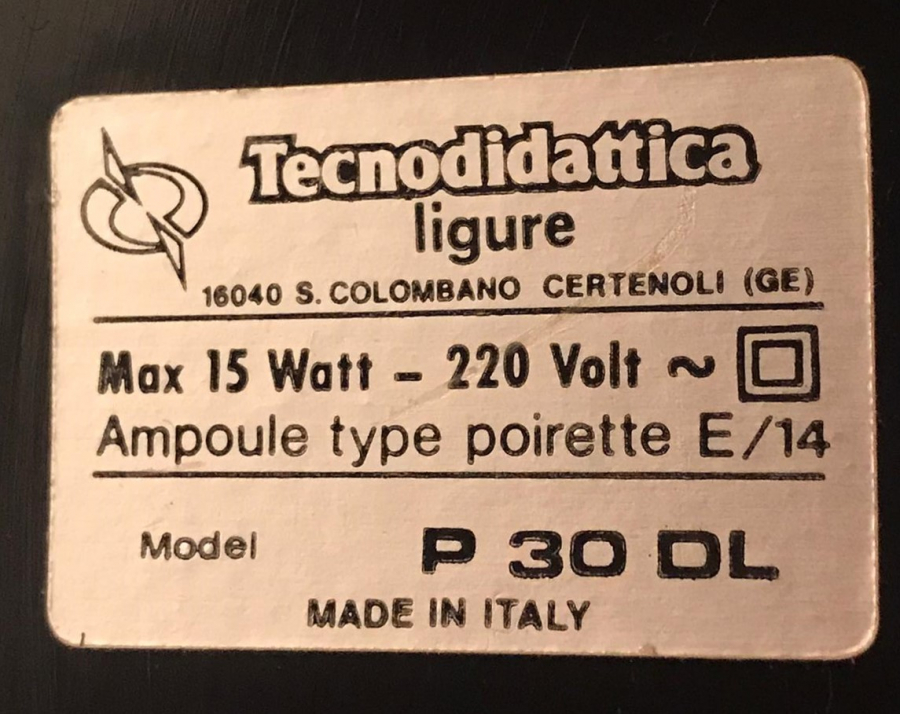 Tecnodidattica
ligure
16040 S. COLOMBANO CERTENOLI (GE)
Max 15 Watt – 220 Volt ~
Ampoule type poirette E/14
Model P 30 DL
MADE IN ITALY